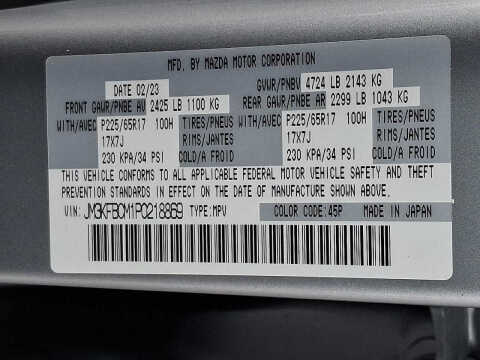 MFD. BY MAZDA MOTOR CORPORATION
DATE 02/23 GVWR/PNBV 4724 LB 2143 KG
FRONT GAWR/PNBE AV 2425 LB 1100 KG REAR GAWR/PNBE AR 2299 LB 1043 KG
WITH/AVEC P225/65R17 100H TIRES/PNEUS WITH/AVEC P225/65R17 100H TIRES/PNEUS
17X7J RIMS/JANTES 17X7J RIMS/JANTES
230 KPA/34 PSI COLD/A FROID 230 KPA/34 PSI COLD/A FROID
THIS VEHICLE CONFORMS TO ALL APPLICABLE FEDERAL MOTOR VEHICLE SAFETY AND THEFT
PREVENTION STANDARDS IN EFFECT ON THE DATE OF MANUFACTURE SHOWN ABOVE.
VIN: JM3KFBCM1P0218869 TYPE:MPV COLOR CODE:45P MADE IN JAPAN